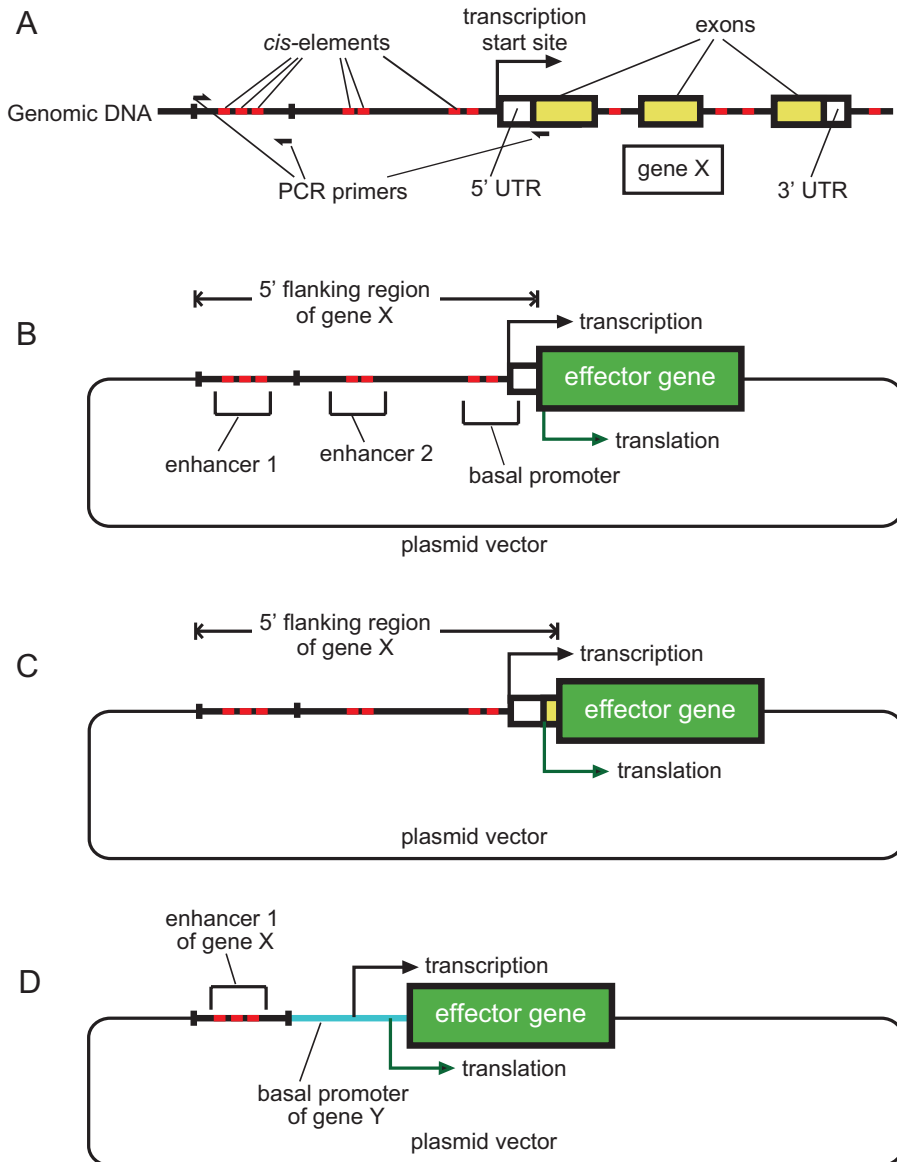 A
transcription
start site
cis-elements
exons
Genomic DNA
PCR primers
5’ UTR
gene X
3’ UTR
B
5’ flanking region
of gene X
transcription
effector gene
translation
enhancer 1
enhancer 2
basal promoter
plasmid vector
C
5’ flanking region
of gene X
transcription
effector gene
translation
plasmid vector
D
enhancer 1
of gene X
transcription
effector gene
translation
basal promoter
of gene Y
plasmid vector